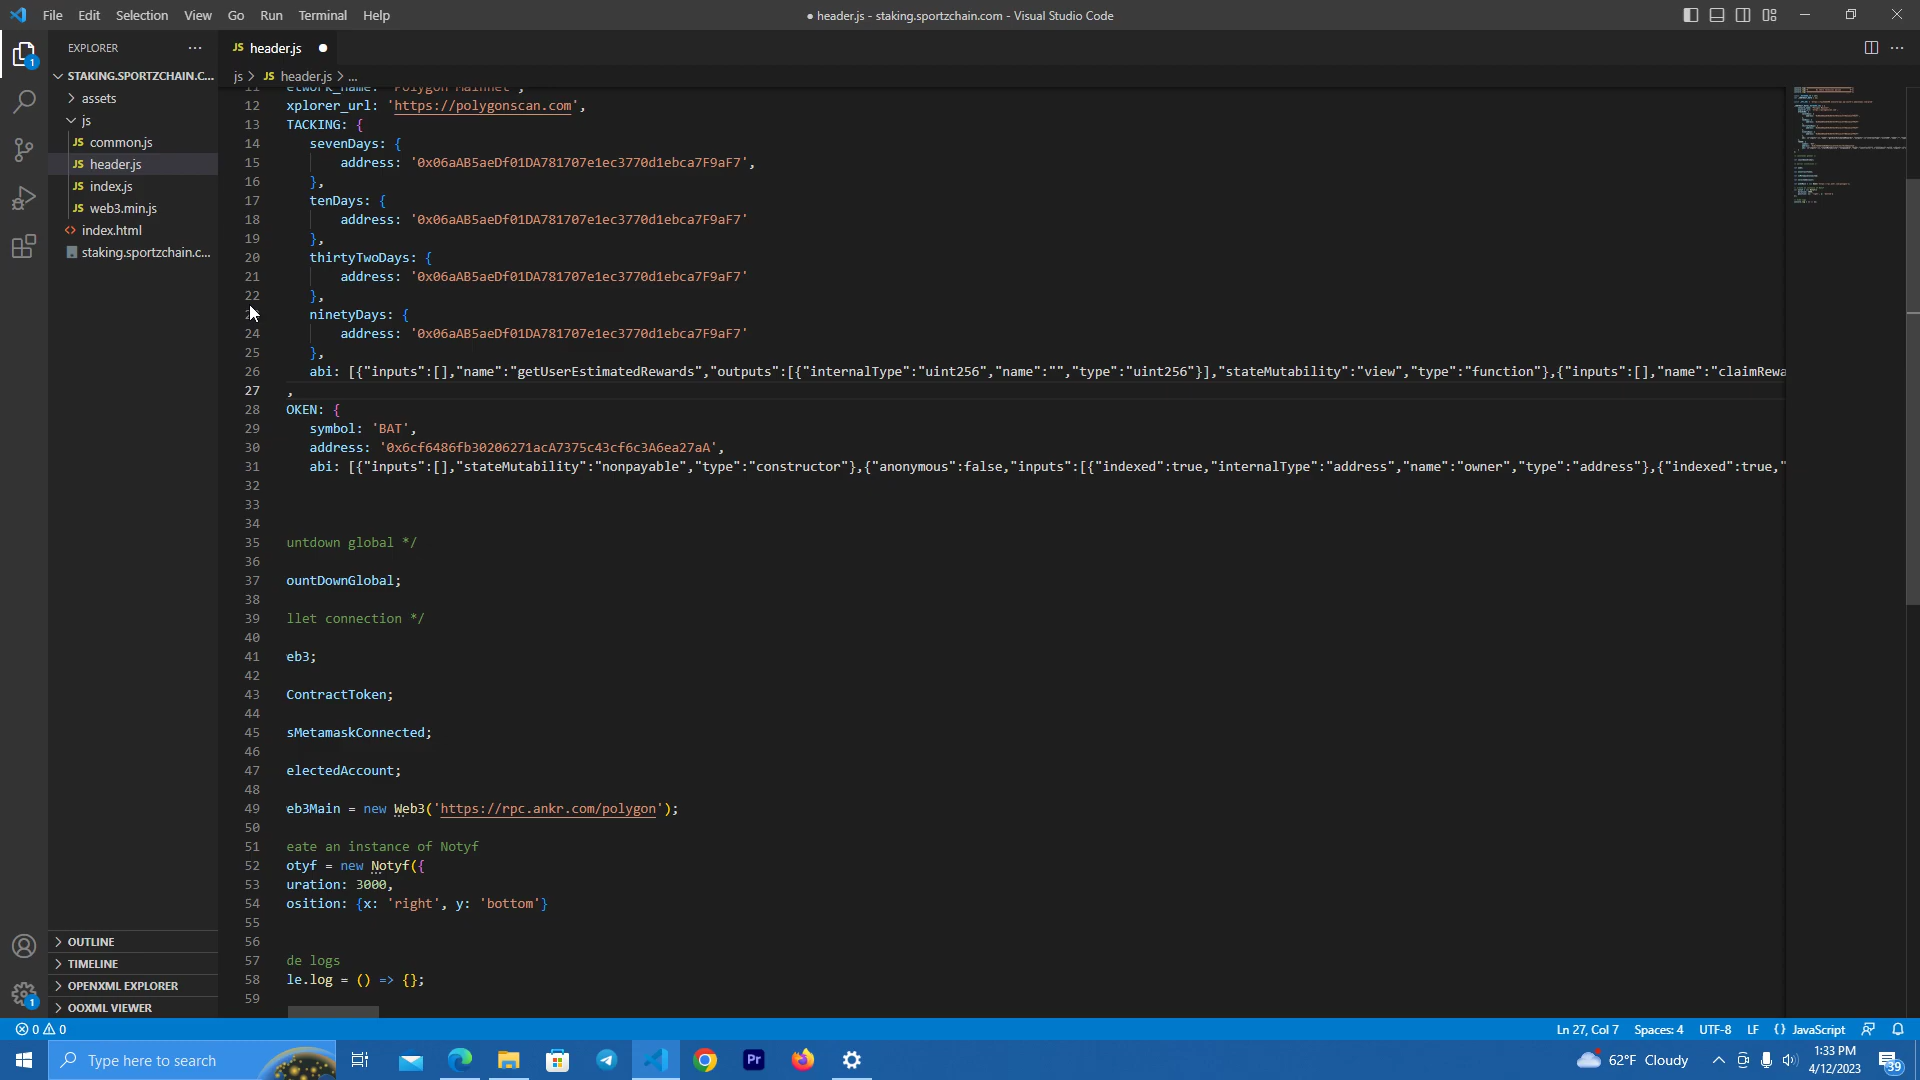 File Edit Selection View Go Run Terminal Help
● header.js - staking.sportzchain.com - Visual Studio Code
EXPLORER
STAKING.SPORTZCHAIN.C...
assets
js
JS common.js
JS header.js
JS index.js
JS web3.min.js
index.html
staking.sportzchain.c...
OUTLINE
TIMELINE
OPENXML EXPLORER
OOXML VIEWER
1
1
JS header.js ●
js > JS header.js > ...
11 etwork_name: 'Polygon Mainnet',
12 xplorer_url: 'https://polygonscan.com',
13 TACKING: {
14 sevenDays: {
15 address: '0x06aAB5aeDf01DA781707e1ec3770d1ebca7F9aF7',
16 },
17 tenDays: {
18 address: '0x06aAB5aeDf01DA781707e1ec3770d1ebca7F9aF7'
19 },
20 thirtyTwoDays: {
21 address: '0x06aAB5aeDf01DA781707e1ec3770d1ebca7F9aF7'
22 },
ninetyDays: {
24 address: '0x06aAB5aeDf01DA781707e1ec3770d1ebca7F9aF7'
25 },
26 abi: [{"inputs":[],"name":"getUserEstimatedRewards","outputs":[{"internalType":"uint256","name":"","type":"uint256"}],"stateMutability":"view","type":"function"},{"inputs":[],"name":"claimRewa
27 ,
28 OKEN: {
29 symbol: 'BAT',
30 address: '0x6cf6486fb30206271acA7375c43cf6c3A6ea27aA',
31 abi: [{"inputs":[],"stateMutability":"nonpayable","type":"constructor"},{"anonymous":false,"inputs":[{"indexed":true,"internalType":"address","name":"owner","type":"address"},{"indexed":true,"
32
33
34
35 untdown global */
36
37 ountDownGlobal;
38
39 llet connection */
40
41 eb3;
42
43 ContractToken;
44
45 sMetamaskConnected;
46
47 electedAccount;
48
49 eb3Main = new Web3('https://rpc.ankr.com/polygon');
50
51 eate an instance of Notyf
52 otyf = new Notyf({
53 uration: 3000,
54 osition: {x: 'right', y: 'bottom'}
55
56
57 de logs
58 le.log = () => {};
59
0 0
Ln 27, Col 7 Spaces: 4 UTF-8 LF {} JavaScript
Type here to search
Pr
62°F Cloudy
1:33 PM
4/12/2023
39